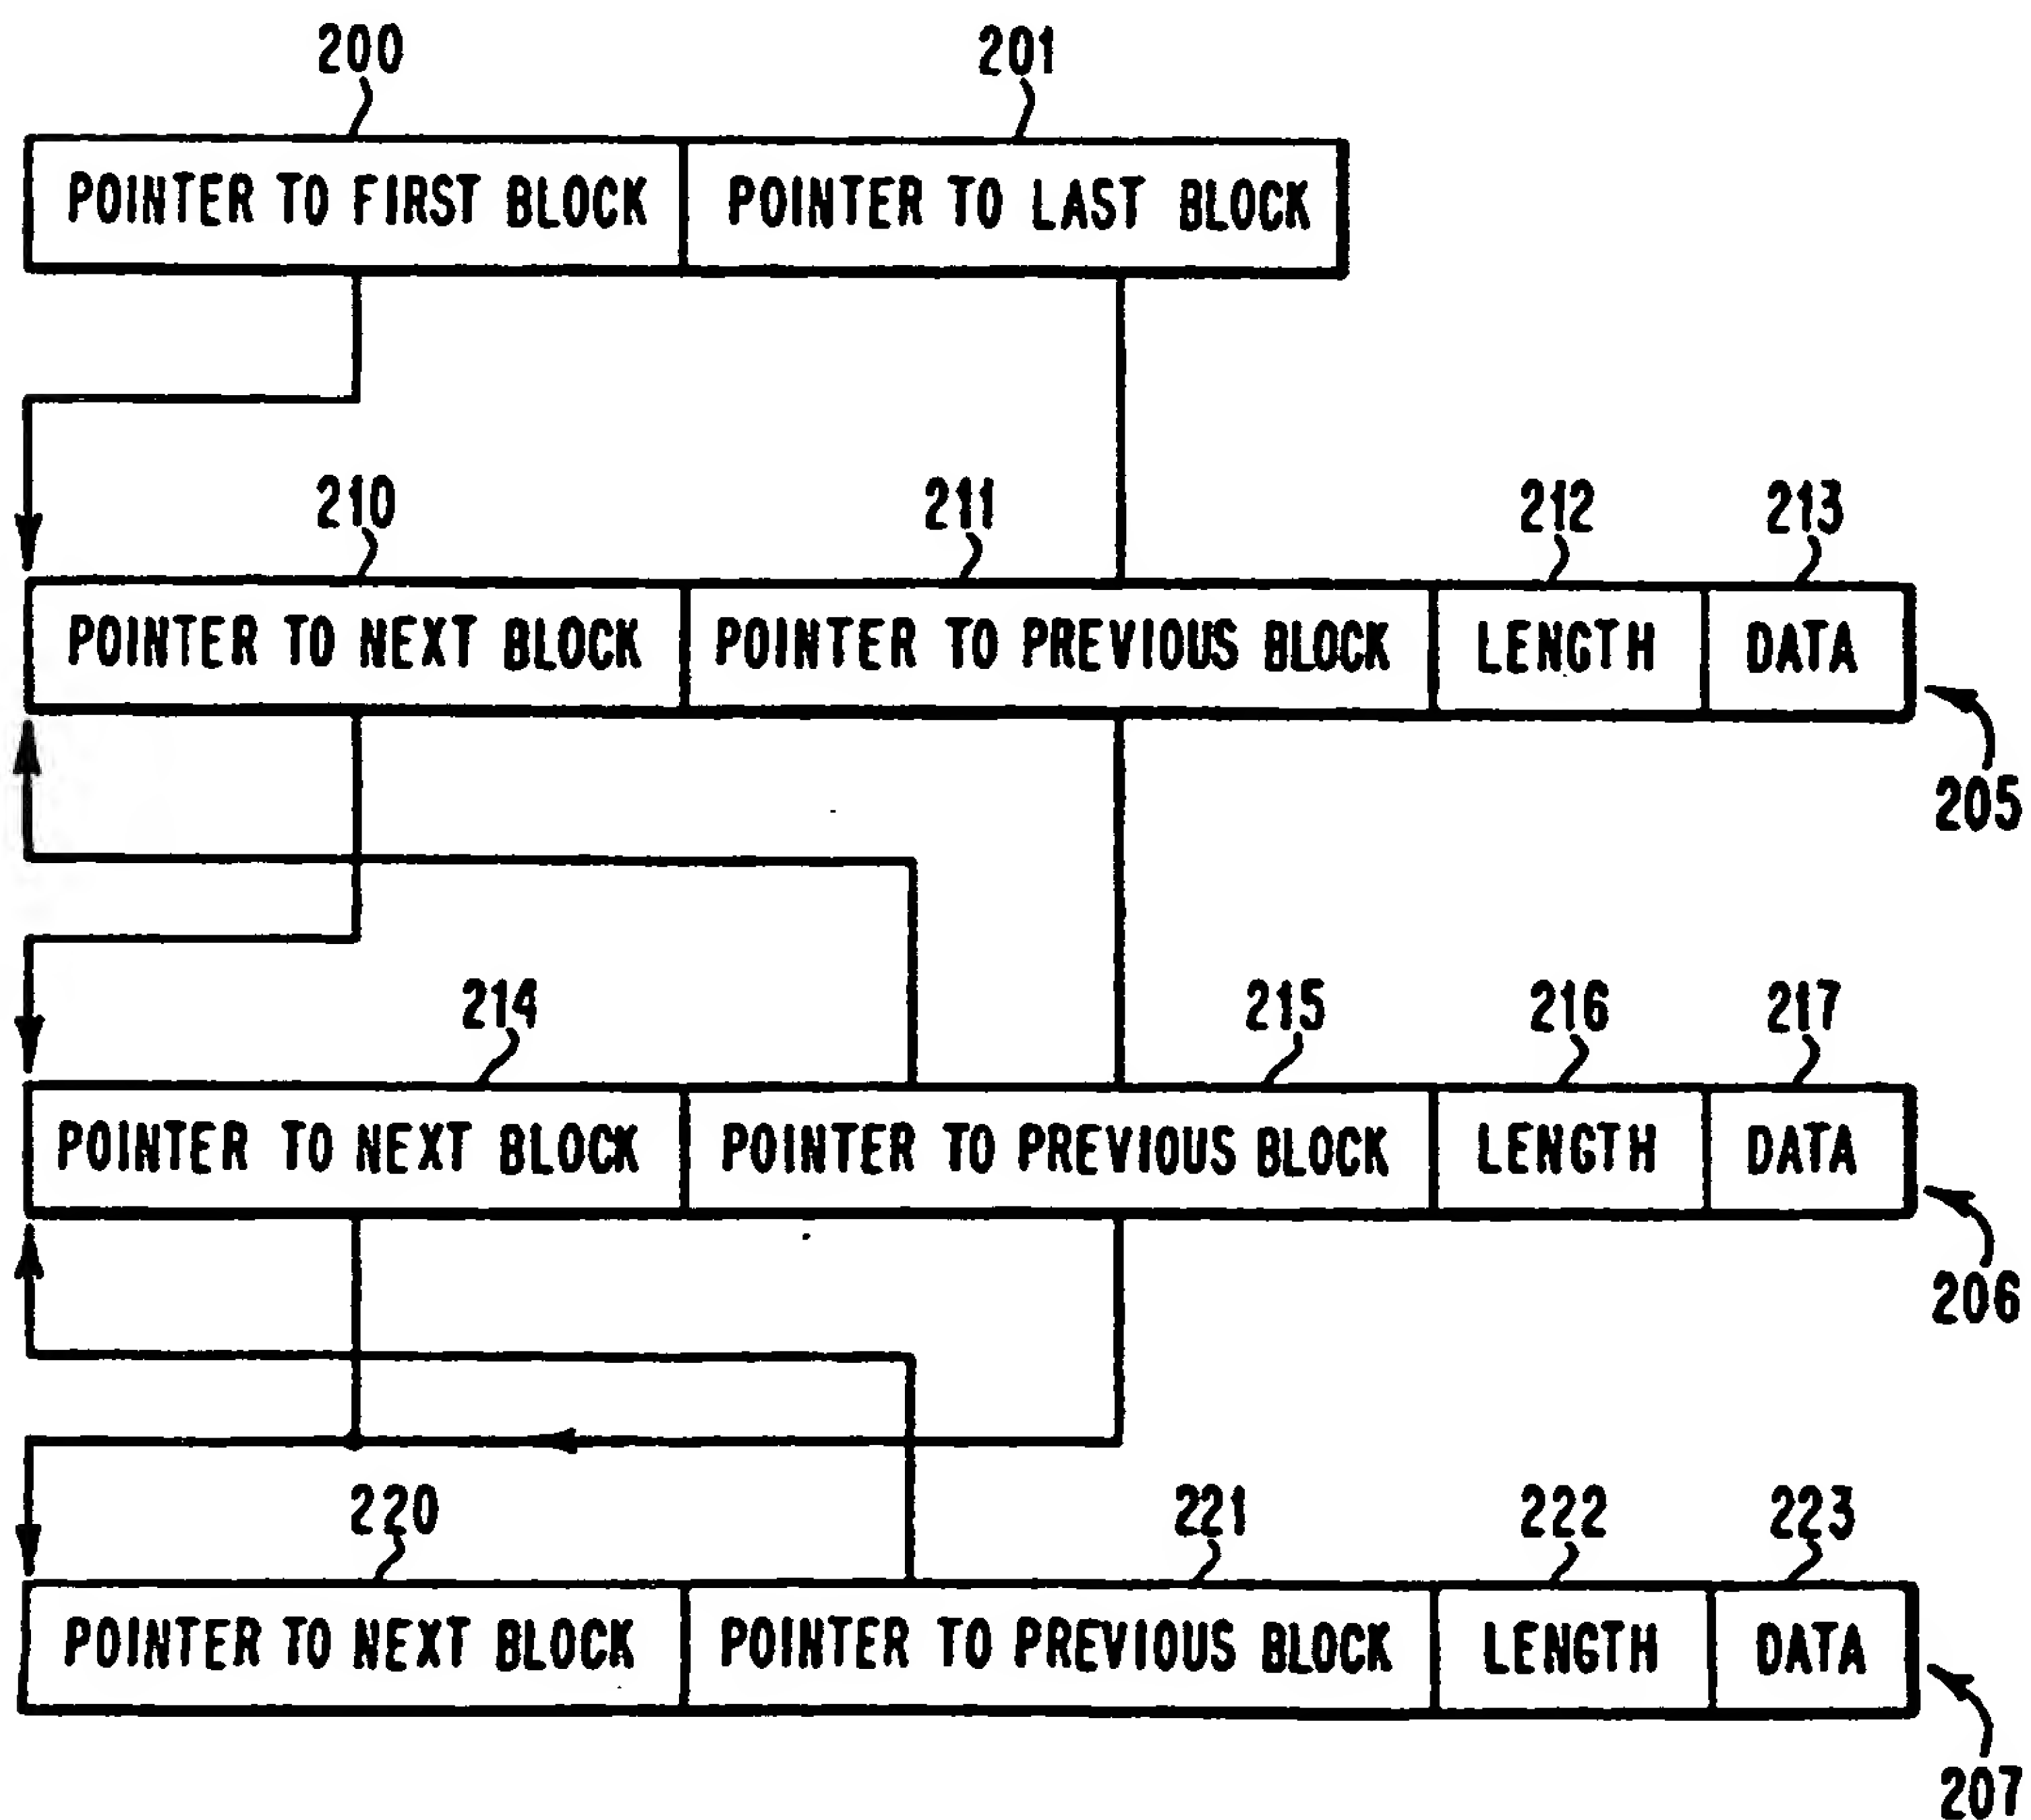 200 201
POINTER TO FIRST BLOCK POINTER TO LAST BLOCK
210 211 212 213
POINTER TO NEXT BLOCK POINTER TO PREVIOUS BLOCK LENGTH DATA
205
214 215 216 217
POINTER TO NEXT BLOCK POINTER TO PREVIOUS BLOCK LENGTH DATA
206
220 221 222 223
POINTER TO NEXT BLOCK POINTER TO PREVIOUS BLOCK LENGTH DATA
207